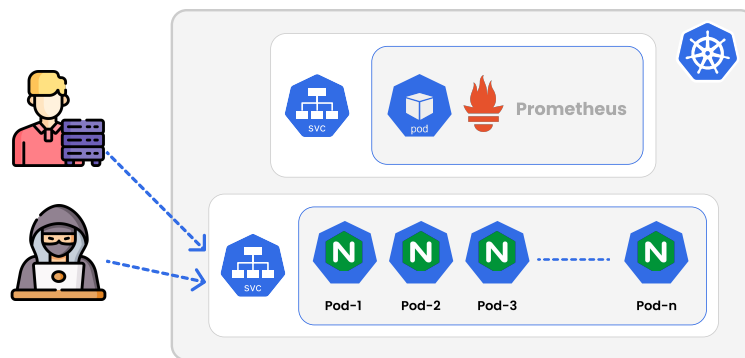 svc
pod
Prometheus
svc
N
N
N
N
Pod-1
Pod-2
Pod-3
Pod-n